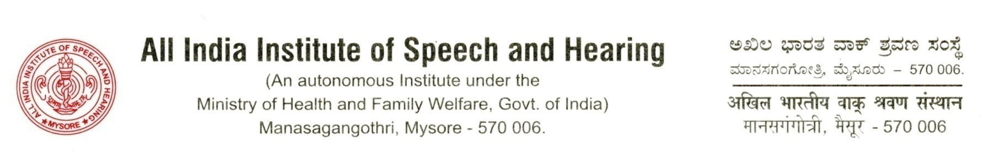 ALL INDIA INSTITUTE OF SPEECH AND HEARING
★ MYSORE ★
All India Institute of Speech and Hearing
(An autonomous Institute under the
Ministry of Health and Family Welfare, Govt. of India)
Manasagangothri, Mysore - 570 006.
ಅಖಿಲ ಭಾರತ ವಾಕ್ ಶ್ರವಣ ಸಂಸ್ಥೆ
ಮಾನಸಗಂಗೋತ್ರಿ, ಮೈಸೂರು – 570 006.
अखिल भारतीय वाक् श्रवण संस्थान
मानसगंगोत्री, मैसूर - 570 006